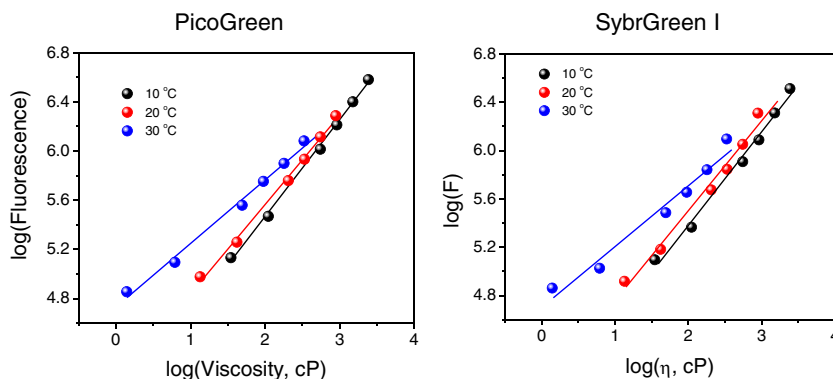 PicoGreen
6.8
6.4
6.0
5.6
5.2
4.8
0
1
2
3
4
log(Fluorescence)
log(Viscosity, cP)
10 °C
20 °C
30 °C
SybrGreen I
6.8
6.4
6.0
5.6
5.2
4.8
0
1
2
3
4
log(F)
log(η, cP)
10 °C
20 °C
30 °C